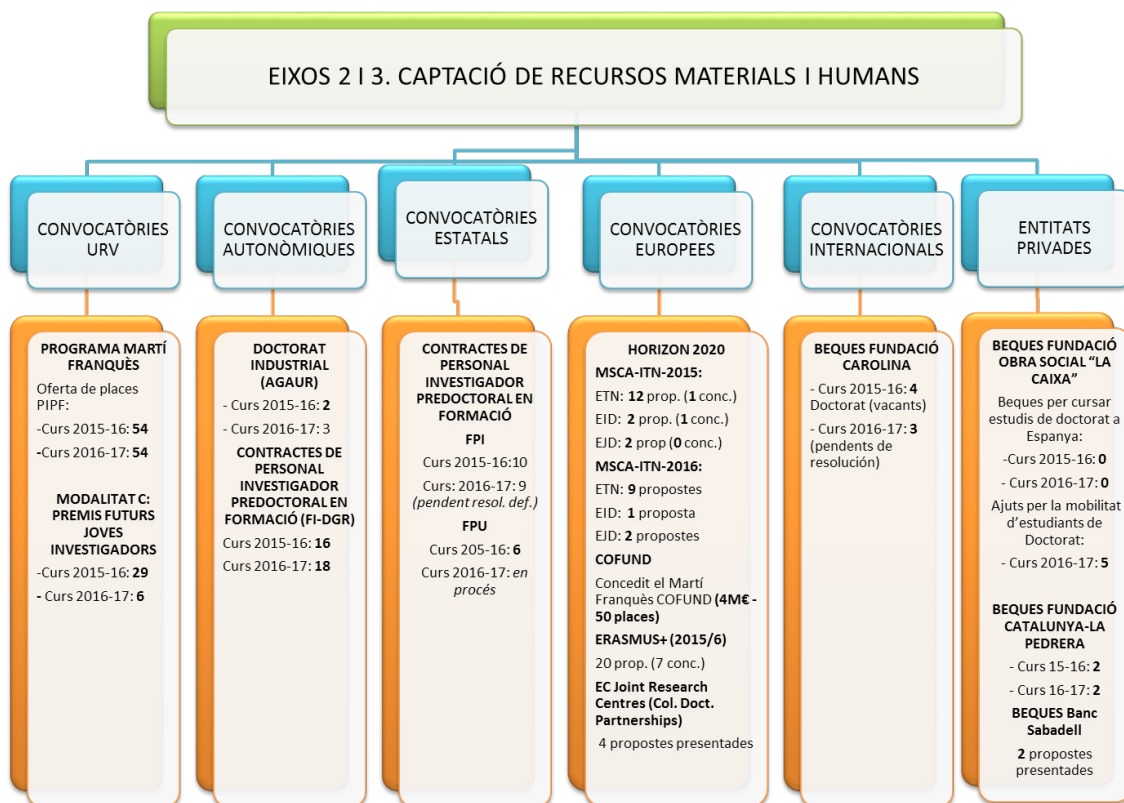 EIXOS 2 I 3. CAPTACIÓ DE RECURSOS MATERIALS I HUMANS
CONVOCATÒRIES
URV
PROGRAMA MARTÍ
FRANQUÈS
Oferta de places
PIPF:
-Curs 2015-16: 54
-Curs 2016-17: 54
MODALITAT C:
PREMIS FUTURS
JOVES
INVESTIGADORS
-Curs 2015-16: 29
- Curs 2016-17: 6
CONVOCATÒRIES
AUTONÒMIQUES
DOCTORAT
INDUSTRIAL
(AGAUR)
- Curs 2015-16: 2
- Curs 2016-17: 3
CONTRACTES DE
PERSONAL
INVESTIGADOR
PREDOCTORAL EN
FORMACIÓ (FI-DGR)
Curs 2015-16: 16
Curs 2016-17: 18
CONVOCATÒRIES
ESTATALS
CONTRACTES DE
PERSONAL
INVESTIGADOR
PREDOCTORAL EN
FORMACIÓ
FPI
Curs 2015-16:10
Curs: 2016-17: 9
(pendent resol. def.)
FPU
Curs 205-16: 6
Curs 2016-17: en
procés
CONVOCATÒRIES
EUROPEES
HORIZON 2020
MSCA-ITN-2015:
ETN: 12 prop. (1 conc.)
EID: 2 prop. (1 conc.)
EJD: 2 prop (0 conc.)
MSCA-ITN-2016:
ETN: 9 propostes
EID: 1 proposta
EJD: 2 propostes
COFUND
Concedit el Martí
Franquès COFUND (4M€ -
50 places)
ERASMUS+ (2015/6)
20 prop. (7 conc.)
EC Joint Research
Centres (Col. Doct.
Partnerships)
4 propostes presentades
CONVOCATÒRIES
INTERNACIONALS
BEQUES FUNDACIÓ
CAROLINA
- Curs 2015-16: 4
Doctorat (vacants)
- Curs 2016-17: 3
(pendents de
resolución)
ENTITATS
PRIVADES
BEQUES FUNDACIÓ
OBRA SOCIAL “LA
CAIXA”
Beques per cursar
estudis de doctorat a
Espanya:
-Curs 2015-16: 0
- Curs 2016-17: 0
Ajuts per la mobilitat
d’estudiants de
Doctorat:
- Curs 2016-17: 5
BEQUES FUNDACIÓ
CATALUNYA-LA
PEDRERA
- Curs 15-16: 2
- Curs 16-17: 2
BEQUES Banc
Sabadell
2 propostes
presentades